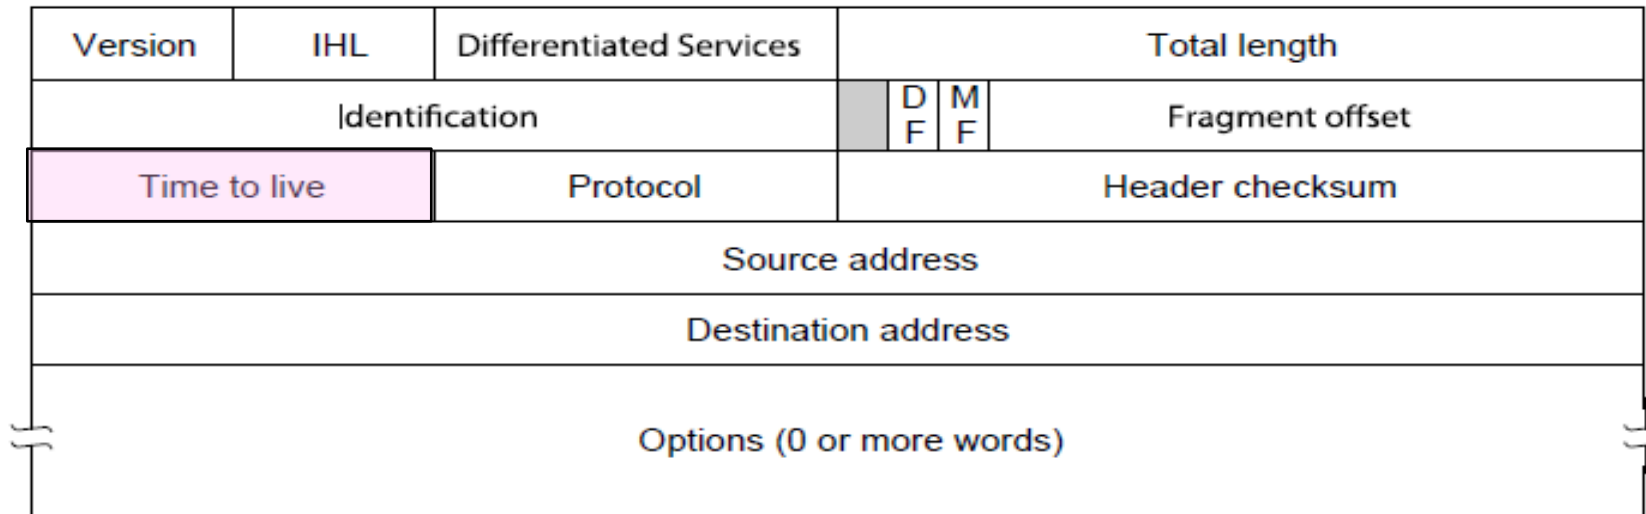 Version IHL Differentiated Services Total length
Identification D F M F Fragment offset
Time to live Protocol Header checksum
Source address
Destination address
Options (0 or more words)